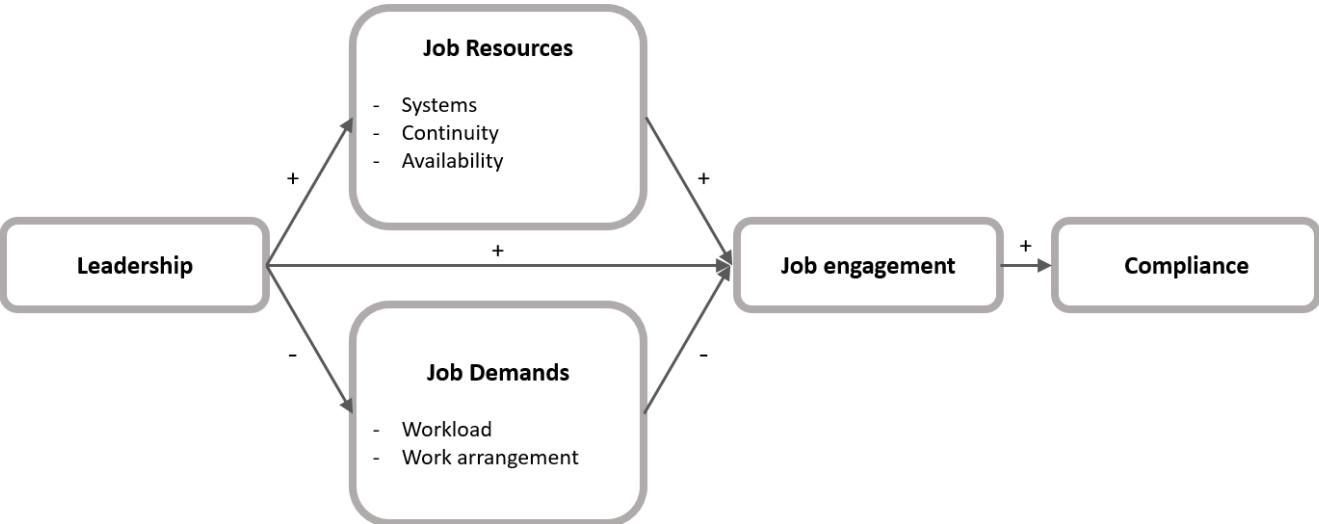 Job Resources
- Systems
- Continuity
- Availability
+
+
+
Leadership
Job engagement
+
Compliance
-
-
Job Demands
- Workload
- Work arrangement